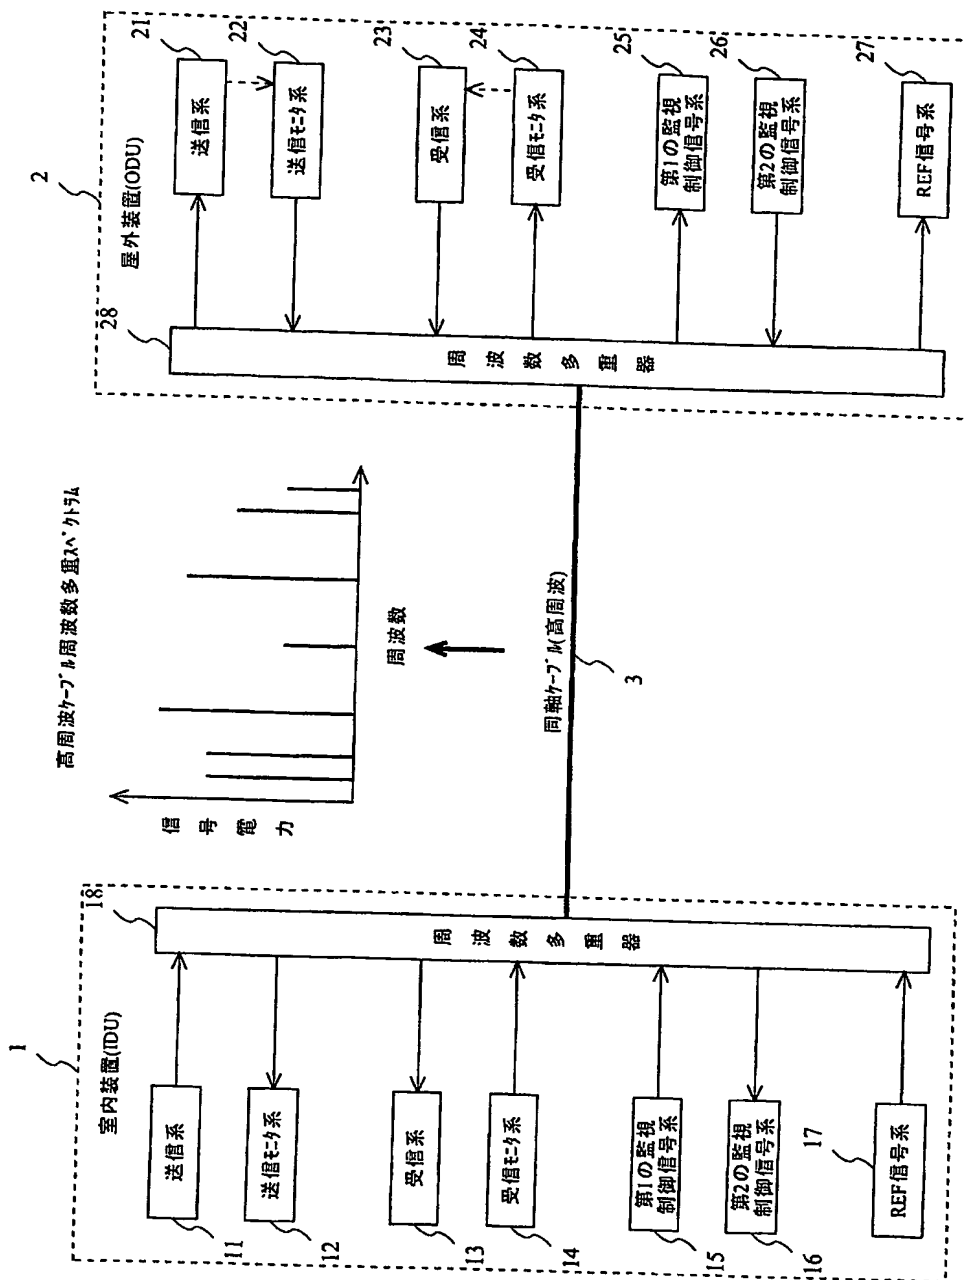 1
室内装置(IDU)
送信系
11
送信モニタ系
12
受信系
13
受信モニタ系
14
第1の監視
制御信号系
15
第2の監視
制御信号系
16
REF信号系
17
周波数多重器
18
高周波ケーブル周波数多重スペクトラム
信号電力
周波数
同軸ケーブル(高周波)
3
2
屋外装置(ODU)
周波数多重器
28
送信系
21
送信モニタ系
22
受信系
23
受信モニタ系
24
第1の監視
制御信号系
25
第2の監視
制御信号系
26
REF信号系
27